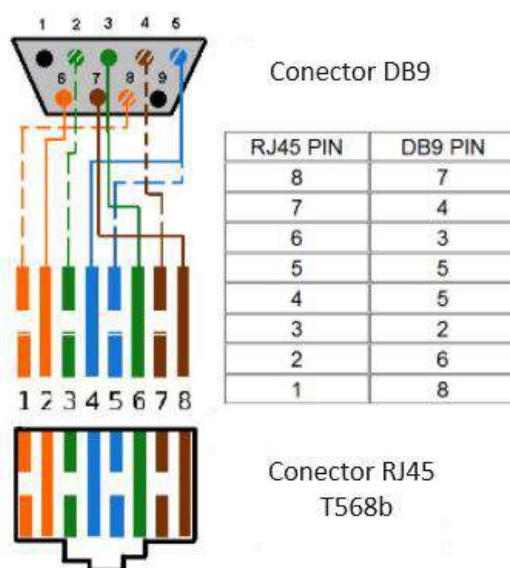 1 2 3 4 5
6 7 8 9
Conector DB9
RJ45 PIN DB9 PIN
8 7
7 4
6 3
5 5
4 5
3 2
2 6
1 8
1 2 3 4 5 6 7 8
Conector RJ45
T568b